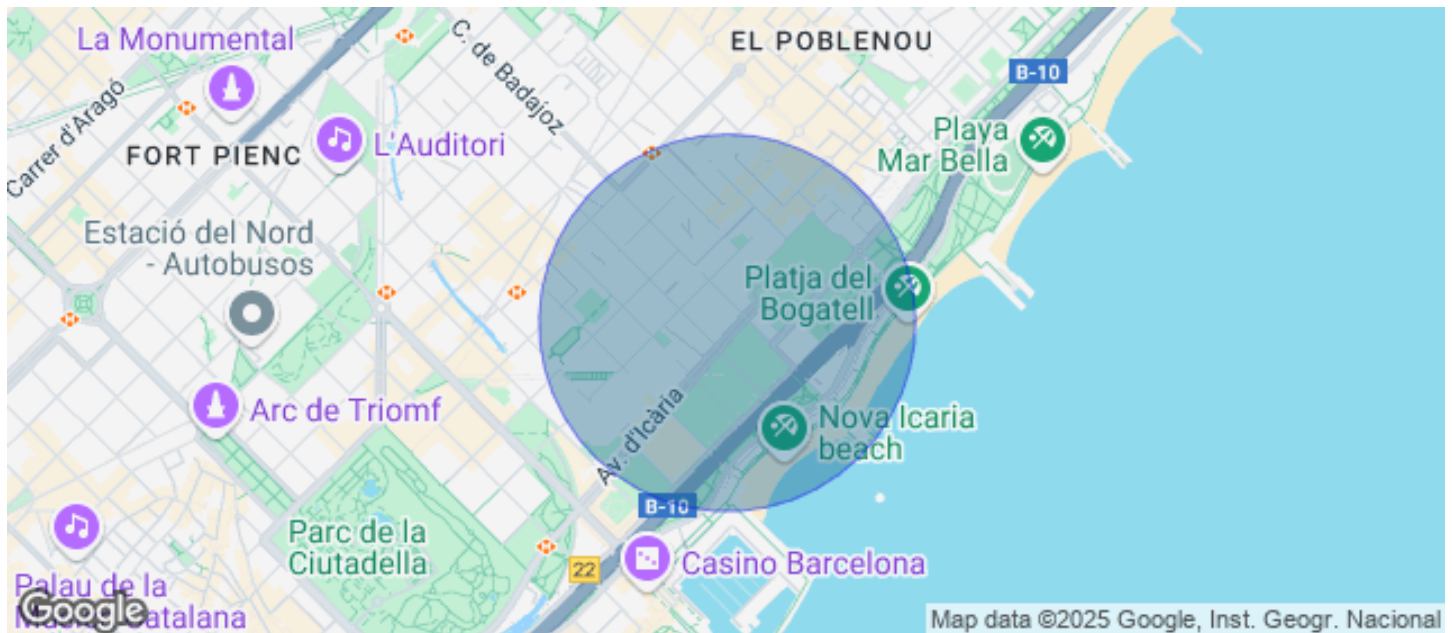 La Monumental
C. de Badajoz
EL POBLENOU
B-10
Carrer d'Aragó
FORT PIENC
L'Auditori
Playa
Mar Bella
Estació del Nord
- Autobusos
Platja del
Bogatell
Arc de Triomf
Av. d'Icària
Nova Icaria
beach
B-10
Parc de la
Ciutadella
22
Casino Barcelona
Palau de la
Música Catalana
Google
Map data ©2025 Google, Inst. Geogr. Nacional